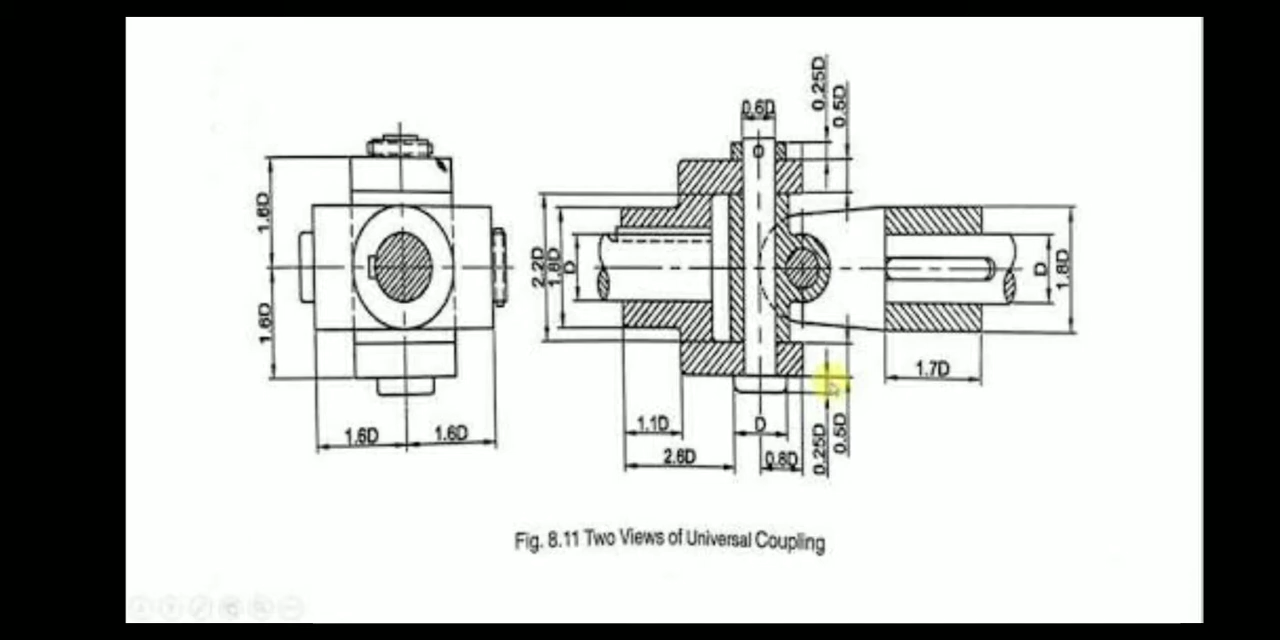 0.25D
0.5D
0.6D
1.6D
1.6D
2.2D
1.8D
D
D
1.8D
1.7D
1.6D
1.6D
1.1D
D
2.6D
0.8D
0.25D
0.5D
Fig. 8.11 Two Views of Universal Coupling